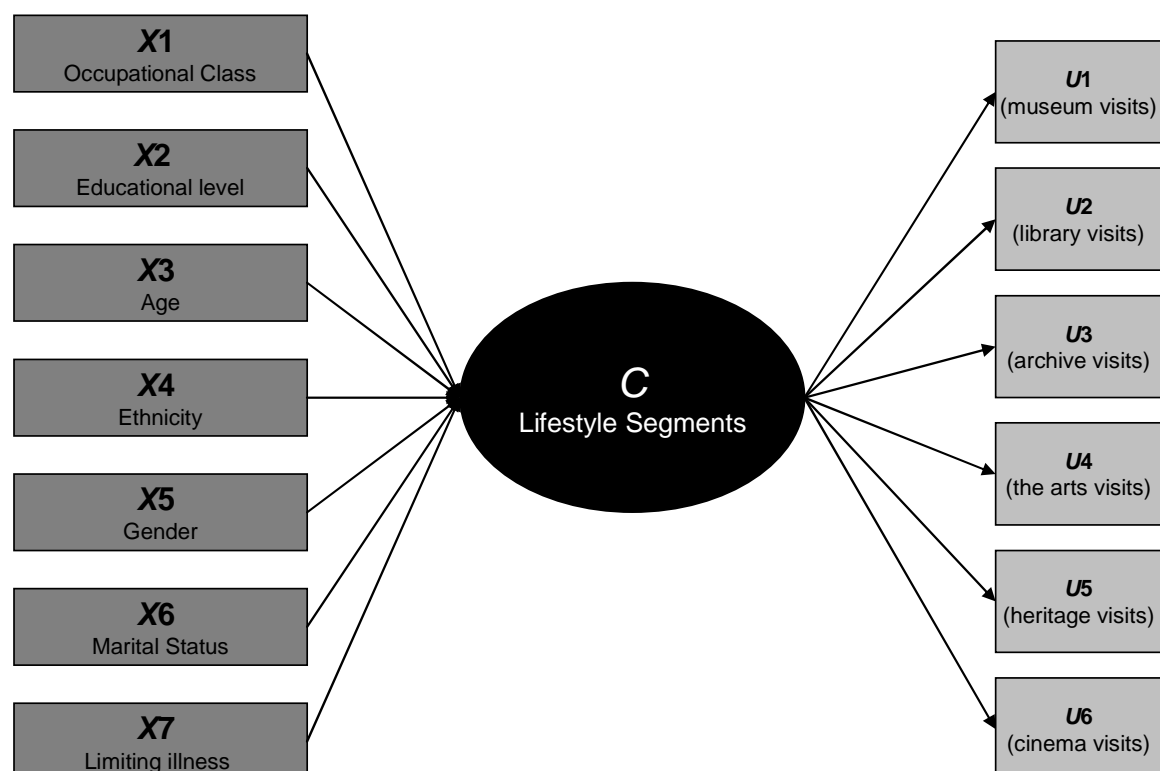 X1
Occupational Class
X2
Educational level
X3
Age
X4
Ethnicity
X5
Gender
X6
Marital Status
X7
Limiting illness
C
Lifestyle Segments
U1
(museum visits)
U2
(library visits)
U3
(archive visits)
U4
(the arts visits)
U5
(heritage visits)
U6
(cinema visits)